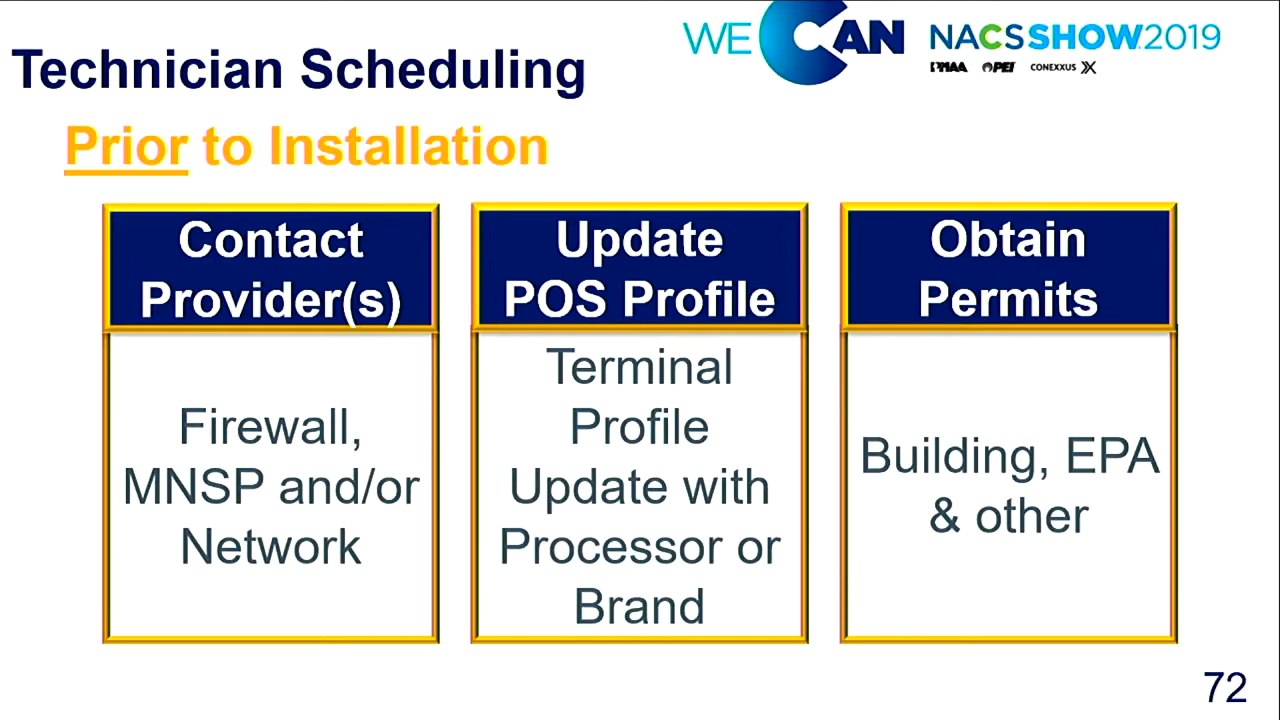 WE CAN
NACSSHOW2019
PMAA PEI CONEXXUS
Technician Scheduling
Prior to Installation
Contact
Provider(s)
Firewall,
MNSP and/or
Network
Update
POS Profile
Terminal
Profile
Update with
Processor or
Brand
Obtain
Permits
Building, EPA
& other
72